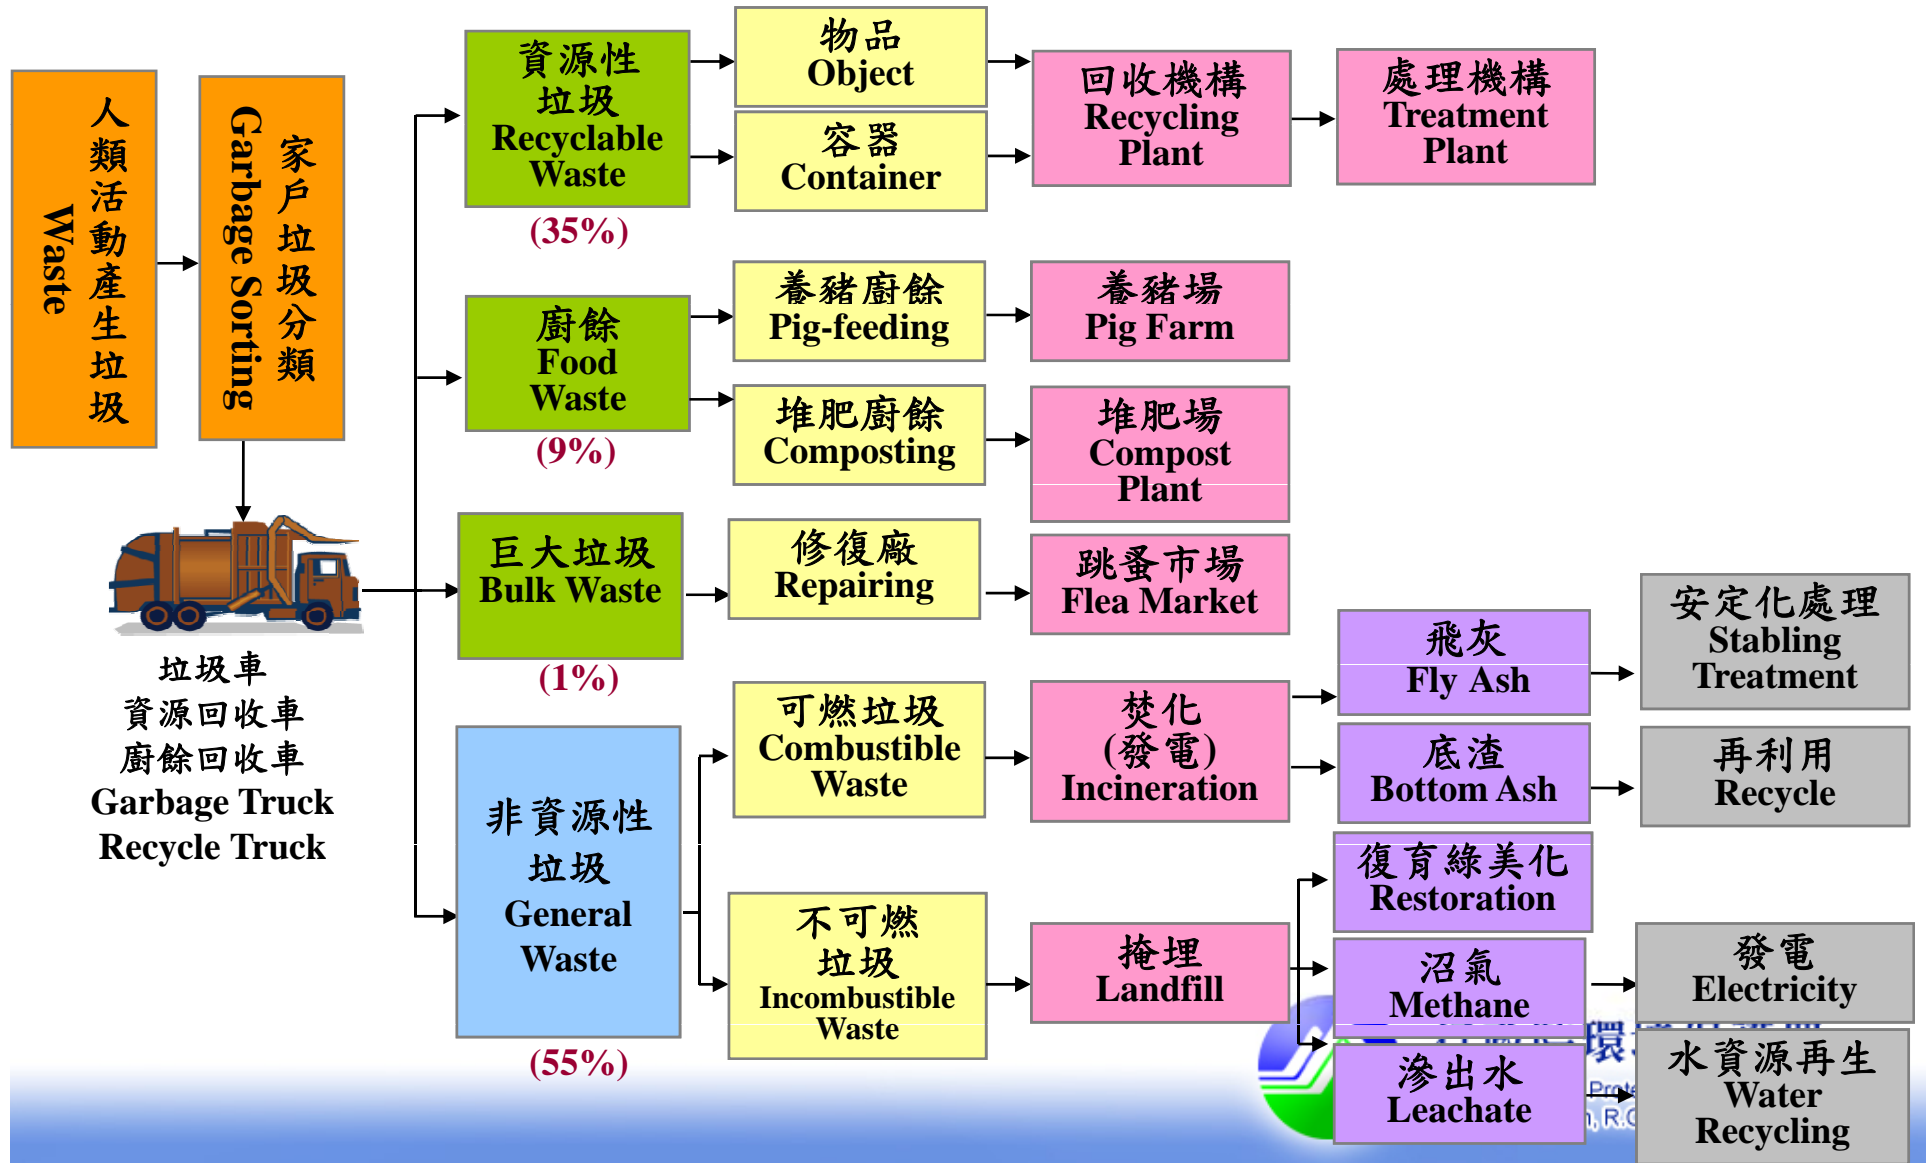 人類活動產生垃圾
Waste
家戶垃圾分類
Garbage Sorting
垃圾車
資源回收車
廚餘回收車
Garbage Truck
Recycle Truck
資源性
垃圾
Recyclable
Waste
(35%)
物品
Object
容器
Container
回收機構
Recycling
Plant
處理機構
Treatment
Plant
廚餘
Food
Waste
(9%)
養豬廚餘
Pig-feeding
養豬場
Pig Farm
堆肥廚餘
Composting
堆肥場
Compost
Plant
巨大垃圾
Bulk Waste
(1%)
修復廠
Repairing
跳蚤市場
Flea Market
非資源性
垃圾
General
Waste
(55%)
可燃垃圾
Combustible
Waste
焚化
(發電)
Incineration
飛灰
Fly Ash
安定化處理
Stabling
Treatment
底渣
Bottom Ash
再利用
Recycle
不可燃
垃圾
Incombustible
Waste
掩埋
Landfill
復育綠美化
Restoration
沼氣
Methane
發電
Electricity
滲出水
Leachate
水資源再生
Water
Recycling
環